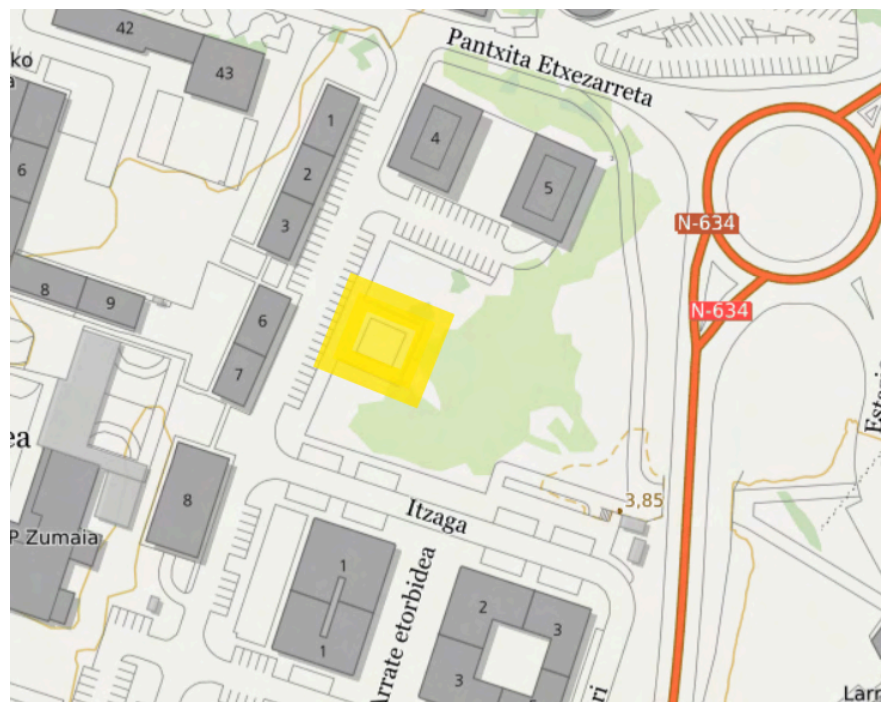 42
43
Pantxita Etxezarreta
ko
a
6
1
2
3
4
5
N-634
N-634
8
9
6
7
ea
8
P Zumaia
Itzaga
3,85
Arrate etorbidea
1
1
2
3
3
ri
Larr